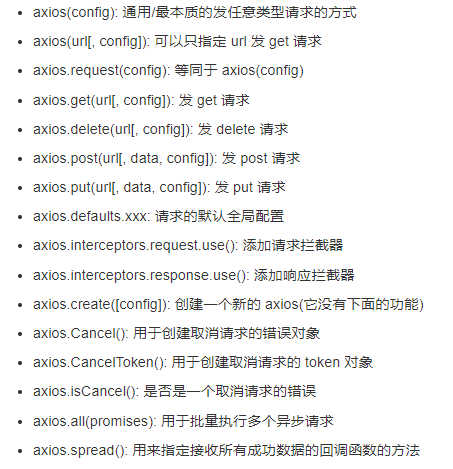 axios(config): 通用/最本质的发任意类型请求的方式
axios(url[, config]): 可以只指定 url 发 get 请求
axios.request(config): 等同于 axios(config)
axios.get(url[, config]): 发 get 请求
axios.delete(url[, config]): 发 delete 请求
axios.post(url[, data, config]): 发 post 请求
axios.put(url[, data, config]): 发 put 请求
axios.defaults.xxx: 请求的默认全局配置
axios.interceptors.request.use(): 添加请求拦截器
axios.interceptors.response.use(): 添加响应拦截器
axios.create([config]): 创建一个新的 axios(它没有下面的功能)
axios.Cancel(): 用于创建取消请求的错误对象
axios.CancelToken(): 用于创建取消请求的 token 对象
axios.isCancel(): 是否是一个取消请求的错误
axios.all(promises): 用于批量执行多个异步请求
axios.spread(): 用来指定接收所有成功数据的回调函数的方法